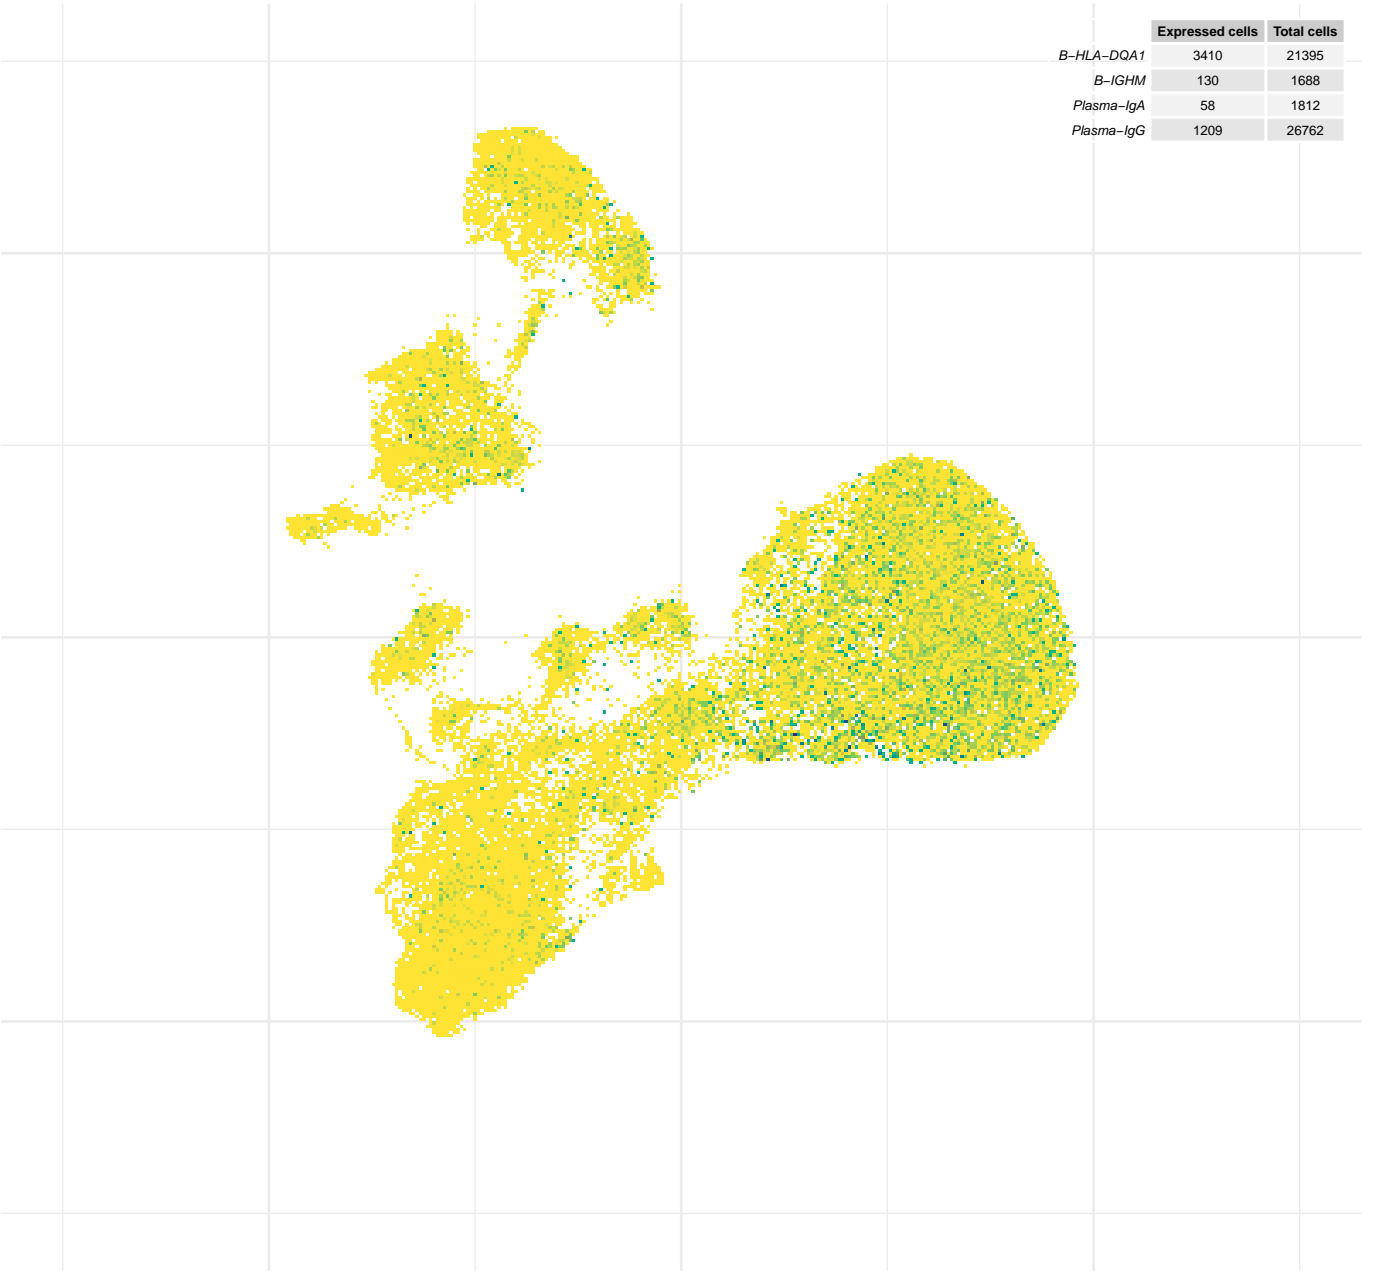 Expressed cells Total cells
B−HLA−DQA1 3410 21395
B−IGHM 130 1688
Plasma−IgA 58 1812
Plasma−IgG 1209 26762